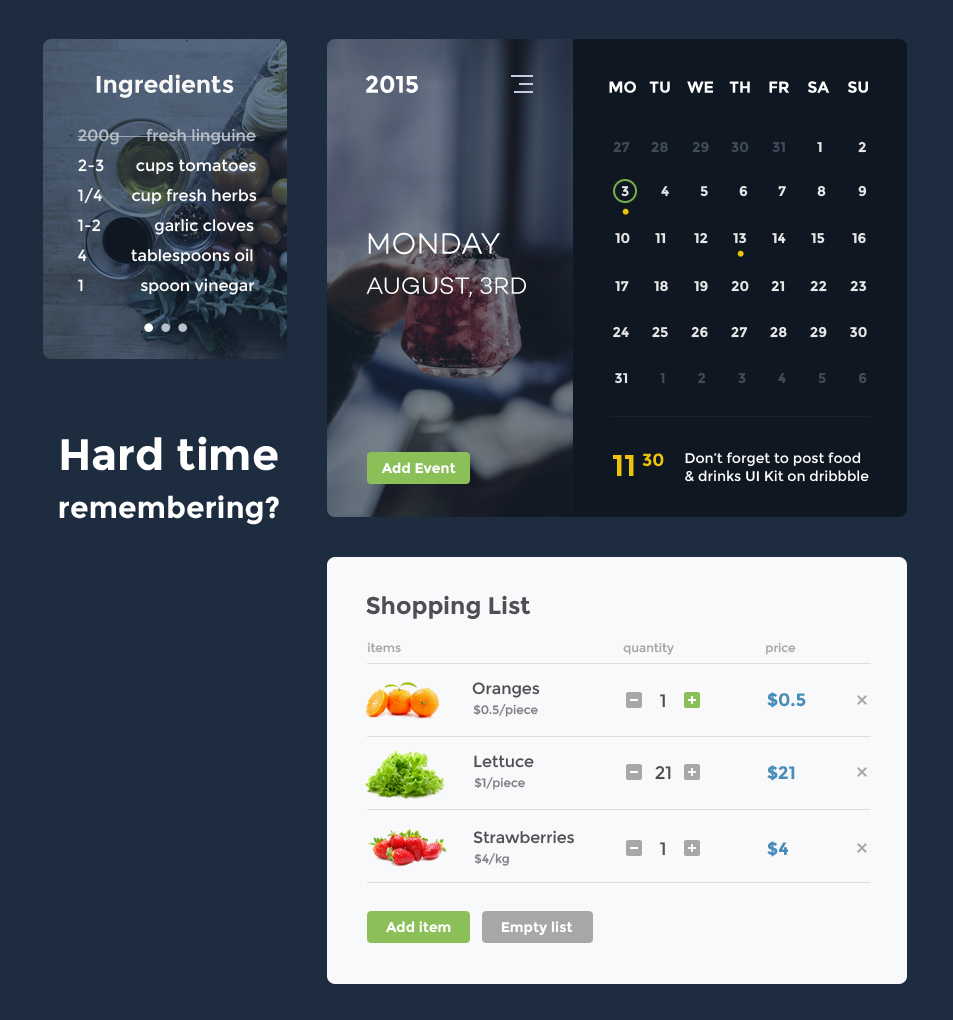 Ingredients
200g fresh linguine
2-3 cups tomatoes
1/4 cup fresh herbs
1-2 garlic cloves
4 tablespoons oil
1 spoon vinegar
Hard time
remembering?
2015
MONDAY
AUGUST, 3RD
Add Event
MO TU WE TH FR SA SU
27 28 29 30 31 1 2
3 4 5 6 7 8 9
10 11 12 13 14 15 16
17 18 19 20 21 22 23
24 25 26 27 28 29 30
31 1 2 3 4 5 6
11 30
Don't forget to post food
& drinks UI Kit on dribbble
Shopping List
items quantity price
Oranges
$0.5/piece
− 1 + $0.5 ×
Lettuce
$1/piece
− 21 + $21 ×
Strawberries
$4/kg
− 1 + $4 ×
Add item Empty list